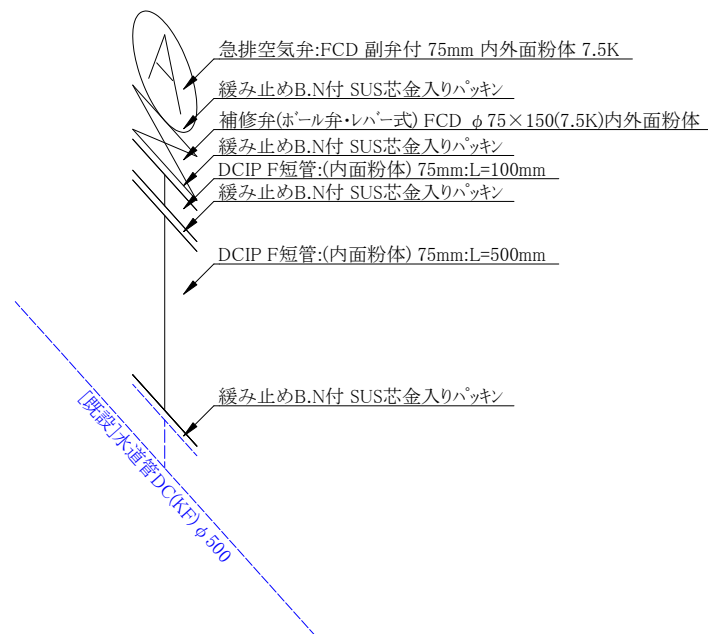 急排空気弁:FCD 副弁付 75mm 内外面粉体 7.5K
緩み止めB.N付 SUS芯金入りパッキン
補修弁(ボール弁・レバー式) FCD φ75×150(7.5K)内外面粉体
緩み止めB.N付 SUS芯金入りパッキン
DCIP F短管:(内面粉体) 75mm:L=100mm
緩み止めB.N付 SUS芯金入りパッキン
DCIP F短管:(内面粉体) 75mm:L=500mm
緩み止めB.N付 SUS芯金入りパッキン
[既設]水道管DC(KF)φ500
A